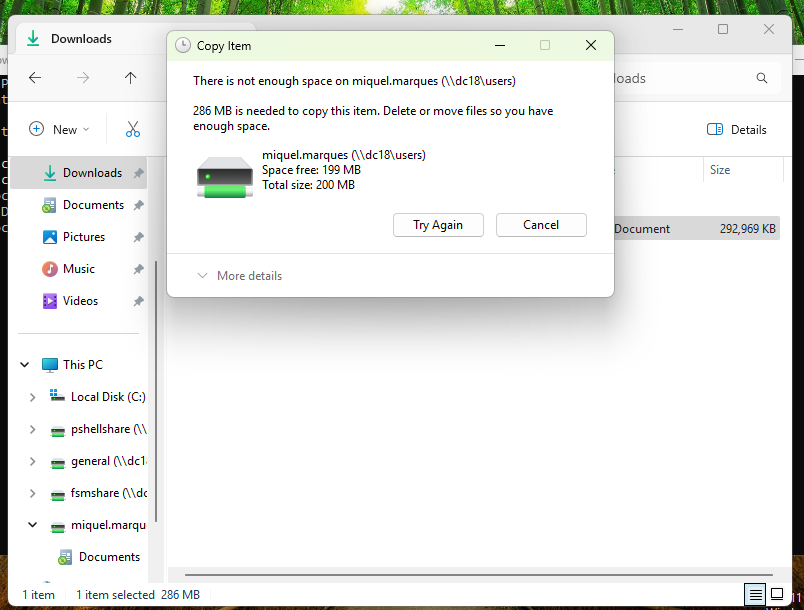 Downloads
Copy Item
There is not enough space on miquel.marques (\\dc18\users)
286 MB is needed to copy this item. Delete or move files so you have
enough space.
miquel.marques (\\dc18\users)
Space free: 199 MB
Total size: 200 MB
Try Again
Cancel
More details
New
Details
Size
Document
292,969 KB
Downloads
Documents
Pictures
Music
Videos
This PC
Local Disk (C:)
pshellshare (\\
general (\\dc1
fsmshare (\\dc
miquel.marqu
Documents
1 item
1 item selected
286 MB